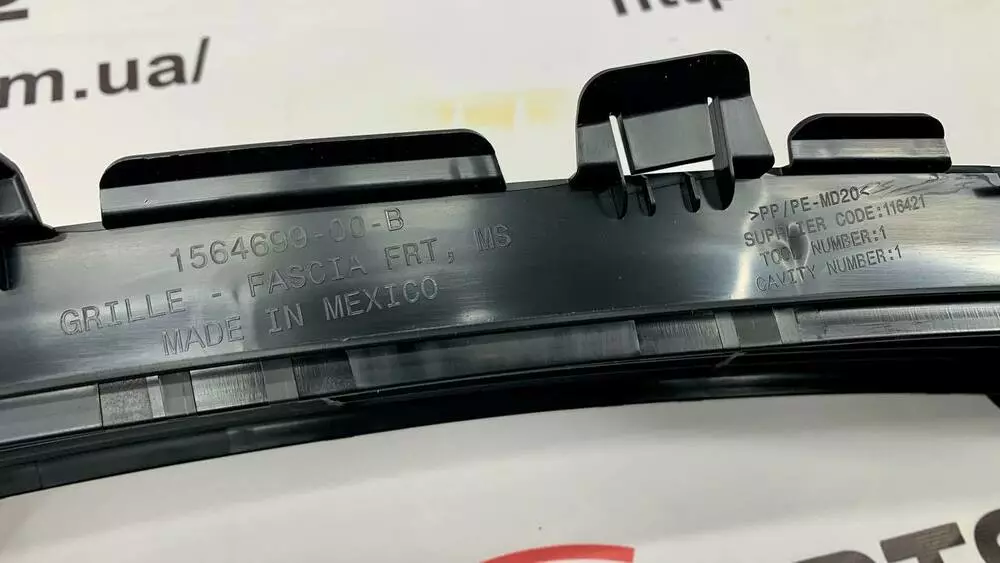 m.ua/
1564699-00-B
GRILLE - FASCIA FRT, MS
MADE IN MEXICO
>PP/PE-MD20<
SUPPLIER CODE:116421
TOOL NUMBER:1
CAVITY NUMBER:1